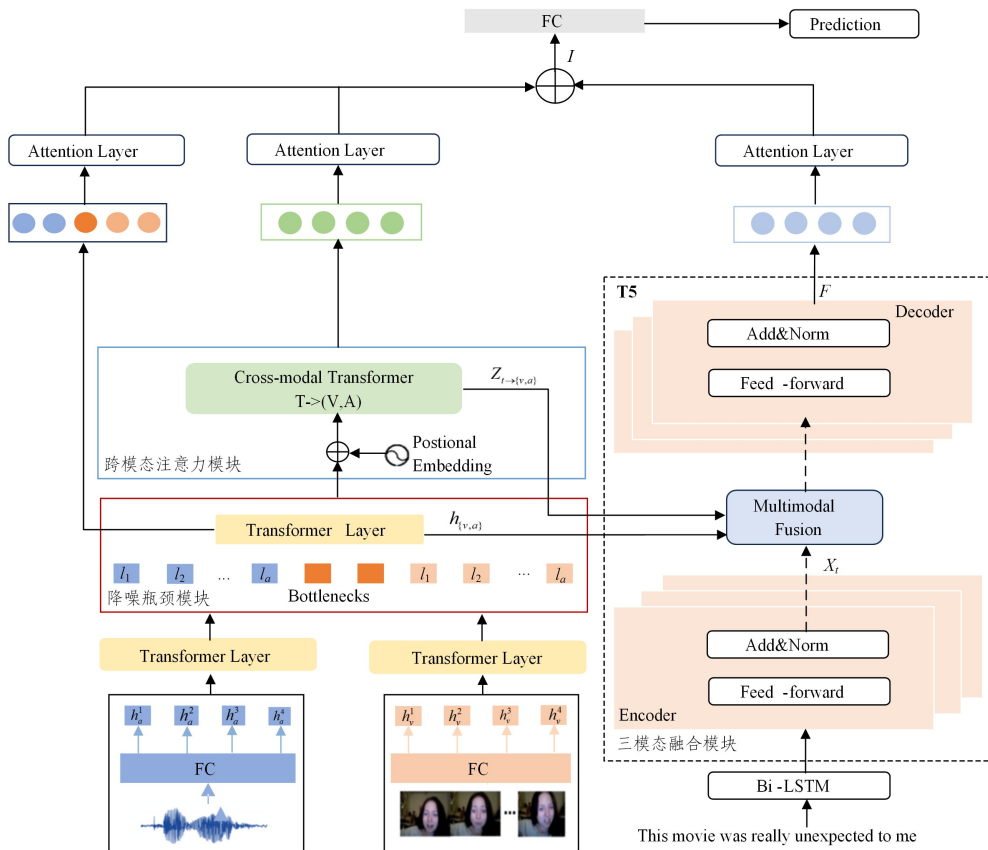 FC
Prediction
I
Attention Layer
Attention Layer
Attention Layer
T5
F
Decoder
Add&Norm
Feed -forward
Cross-modal Transformer
T->(V,A)
Z_{t→{v,a}}
Postional
Embedding
跨模态注意力模块
Multimodal
Fusion
Transformer Layer
h_{{v,a}}
l_1 l_2 ... l_a l_1 l_2 ... l_a
Bottlenecks
降噪瓶颈模块
X_t
Add&Norm
Feed -forward
Encoder
三模态融合模块
Transformer Layer
Transformer Layer
h_a^1 h_a^2 h_a^3 h_a^4
FC
h_v^1 h_v^2 h_v^3 h_v^4
FC
Bi -LSTM
This movie was really unexpected to me